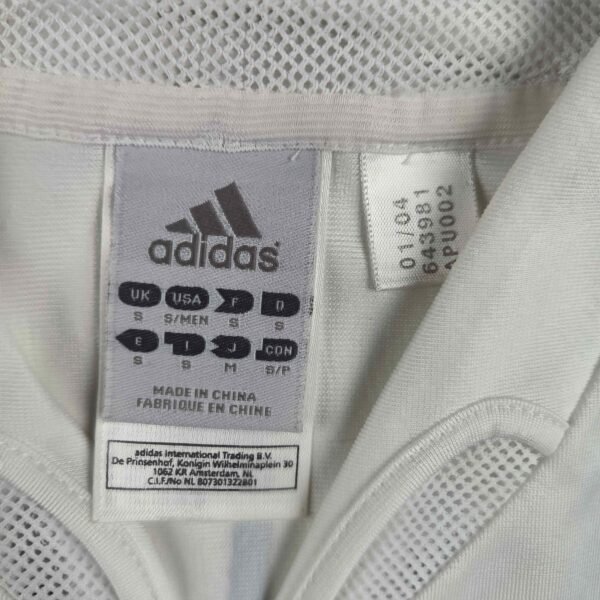 adidas
UK USA F D
S S/MEN S S
E I J CDN
S S M S/P
MADE IN CHINA
FABRIQUE EN CHINE
adidas International Trading B.V.
De Prinsenhof, Konigin Wilhelminaplein 30
1062 KR Amsterdam, NL
C.I.F./No NL 807301322B01
01/04
643981
APU002